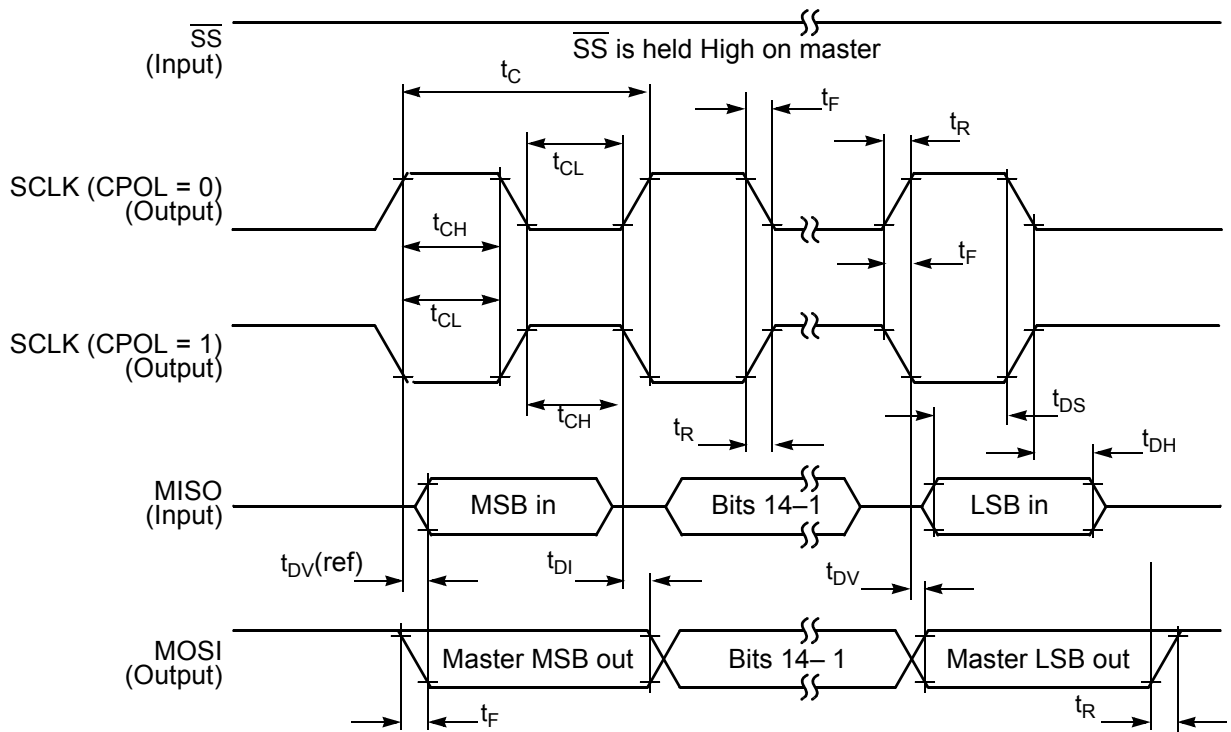 SS
(Input)
SS is held High on master
tC
tF
tR
tCL
SCLK (CPOL = 0)
(Output)
tCH
tF
tCL
SCLK (CPOL = 1)
(Output)
tCH
tR
tDS
tDH
MISO
(Input)
MSB in
Bits 14–1
LSB in
tDV(ref)
tDI
tDV
MOSI
(Output)
Master MSB out
Bits 14– 1
Master LSB out
tF
tR